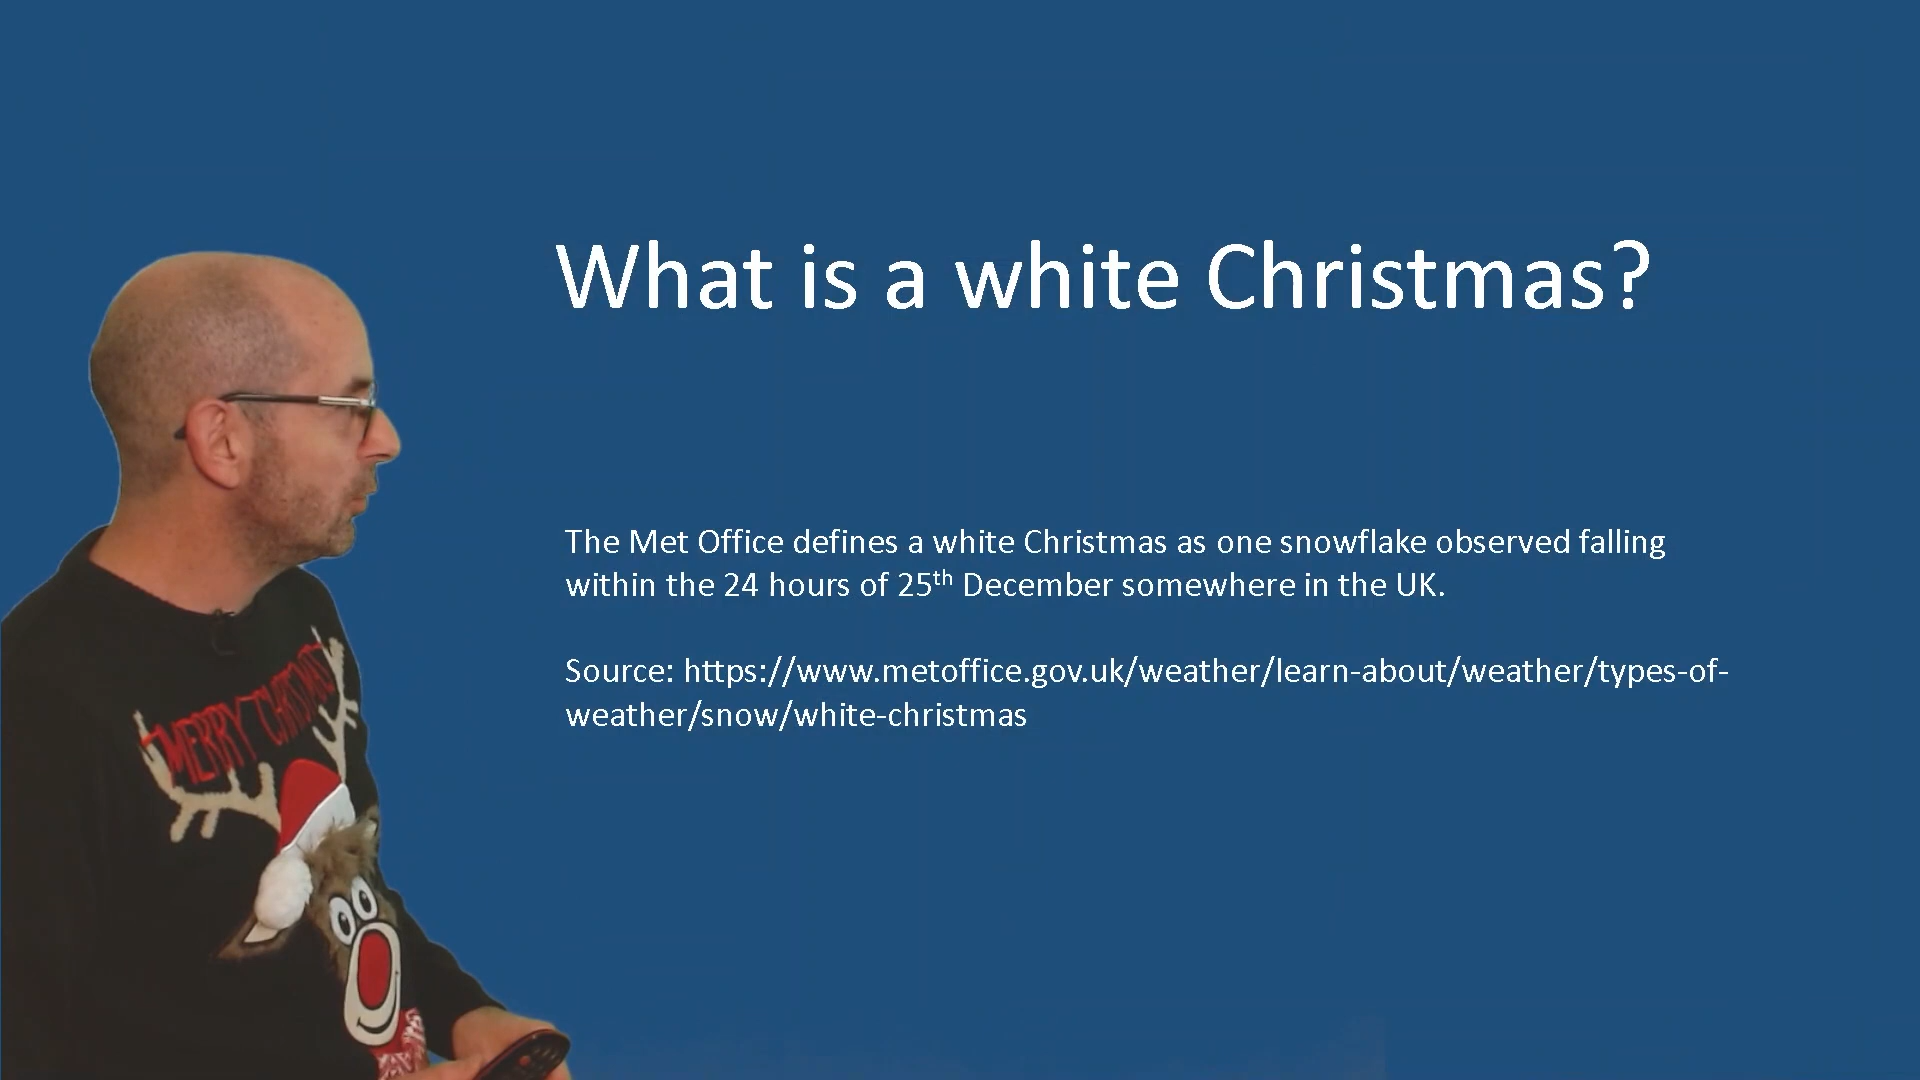 What is a white Christmas?
The Met Office defines a white Christmas as one snowflake observed falling
within the 24 hours of 25th December somewhere in the UK.
Source: https://www.metoffice.gov.uk/weather/learn-about/weather/types-of-
weather/snow/white-christmas
MERRY CHRISTMAS